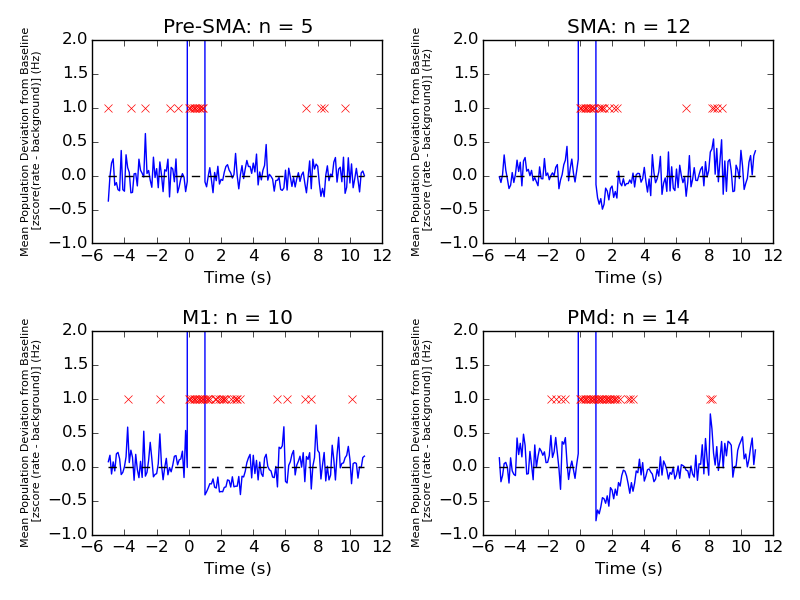 Pre-SMA: n = 5
Mean Population Deviation from Baseline
[zscore(rate - background)] (Hz)
2.0
1.5
1.0
0.5
0.0
−0.5
−1.0
−6 −4 −2 0 2 4 6 8 10 12
Time (s)
SMA: n = 12
Mean Population Deviation from Baseline
[zscore (rate - background)] (Hz)
2.0
1.5
1.0
0.5
0.0
−0.5
−1.0
−6 −4 −2 0 2 4 6 8 10 12
Time (s)
M1: n = 10
Mean Population Deviation from Baseline
[zscore (rate - background)] (Hz)
2.0
1.5
1.0
0.5
0.0
−0.5
−1.0
−6 −4 −2 0 2 4 6 8 10 12
Time (s)
PMd: n = 14
Mean Population Deviation from Baseline
[zscore (rate - background)] (Hz)
2.0
1.5
1.0
0.5
0.0
−0.5
−1.0
−6 −4 −2 0 2 4 6 8 10 12
Time (s)